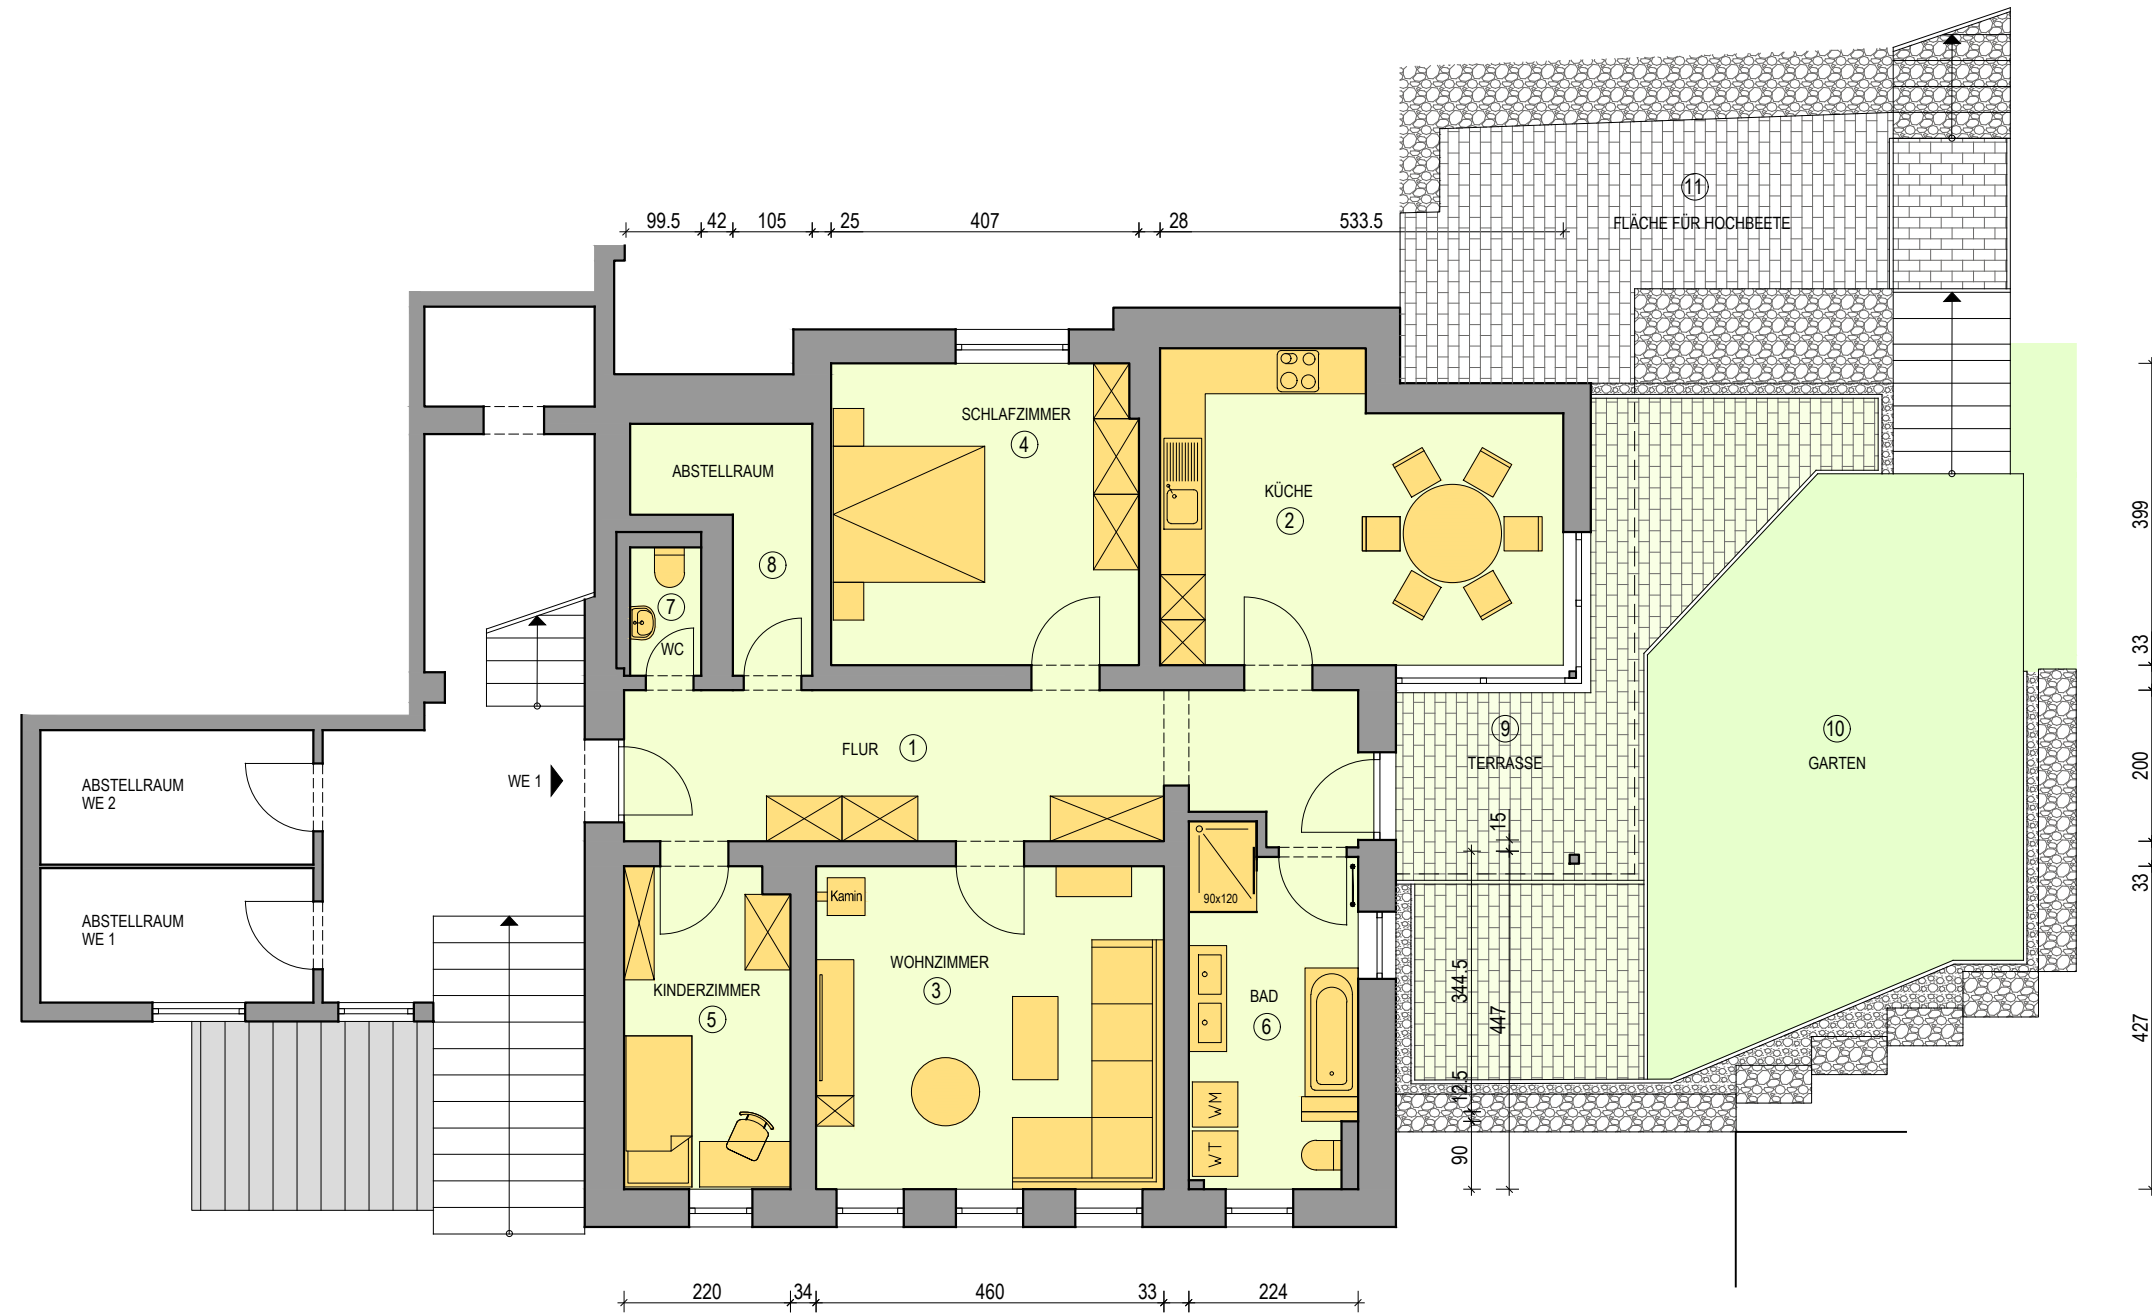 99.5 42 105 25 407 28 533.5
11
FLÄCHE FÜR HOCHBEETE
SCHLAFZIMMER
4
ABSTELLRAUM
8
KÜCHE
2
7
WC
399
33
200
33
427
FLUR 1
WE 1
9
TERRASSE
10
GARTEN
ABSTELLRAUM
WE 2
ABSTELLRAUM
WE 1
15
344.5
447
12.5
90
Kamin
90x120
WOHNZIMMER
3
KINDERZIMMER
5
BAD
6
WM
WT
220 34 460 33 224